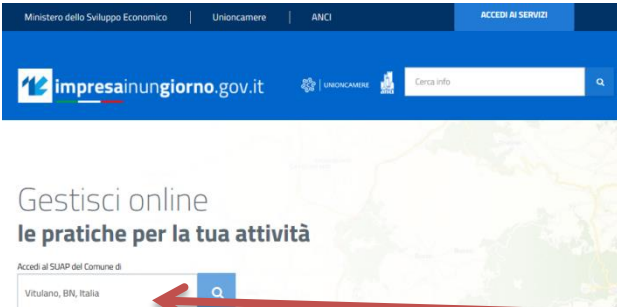 Ministero dello Sviluppo Economico | Unioncamere | ANCI ACCEDI AI SERVIZI
impresainungiorno.gov.it UNIONCAMERE ANCI Cerca info
Gestisci online
le pratiche per la tua attività
Accedi al SUAP del Comune di
Vitulano, BN, Italia